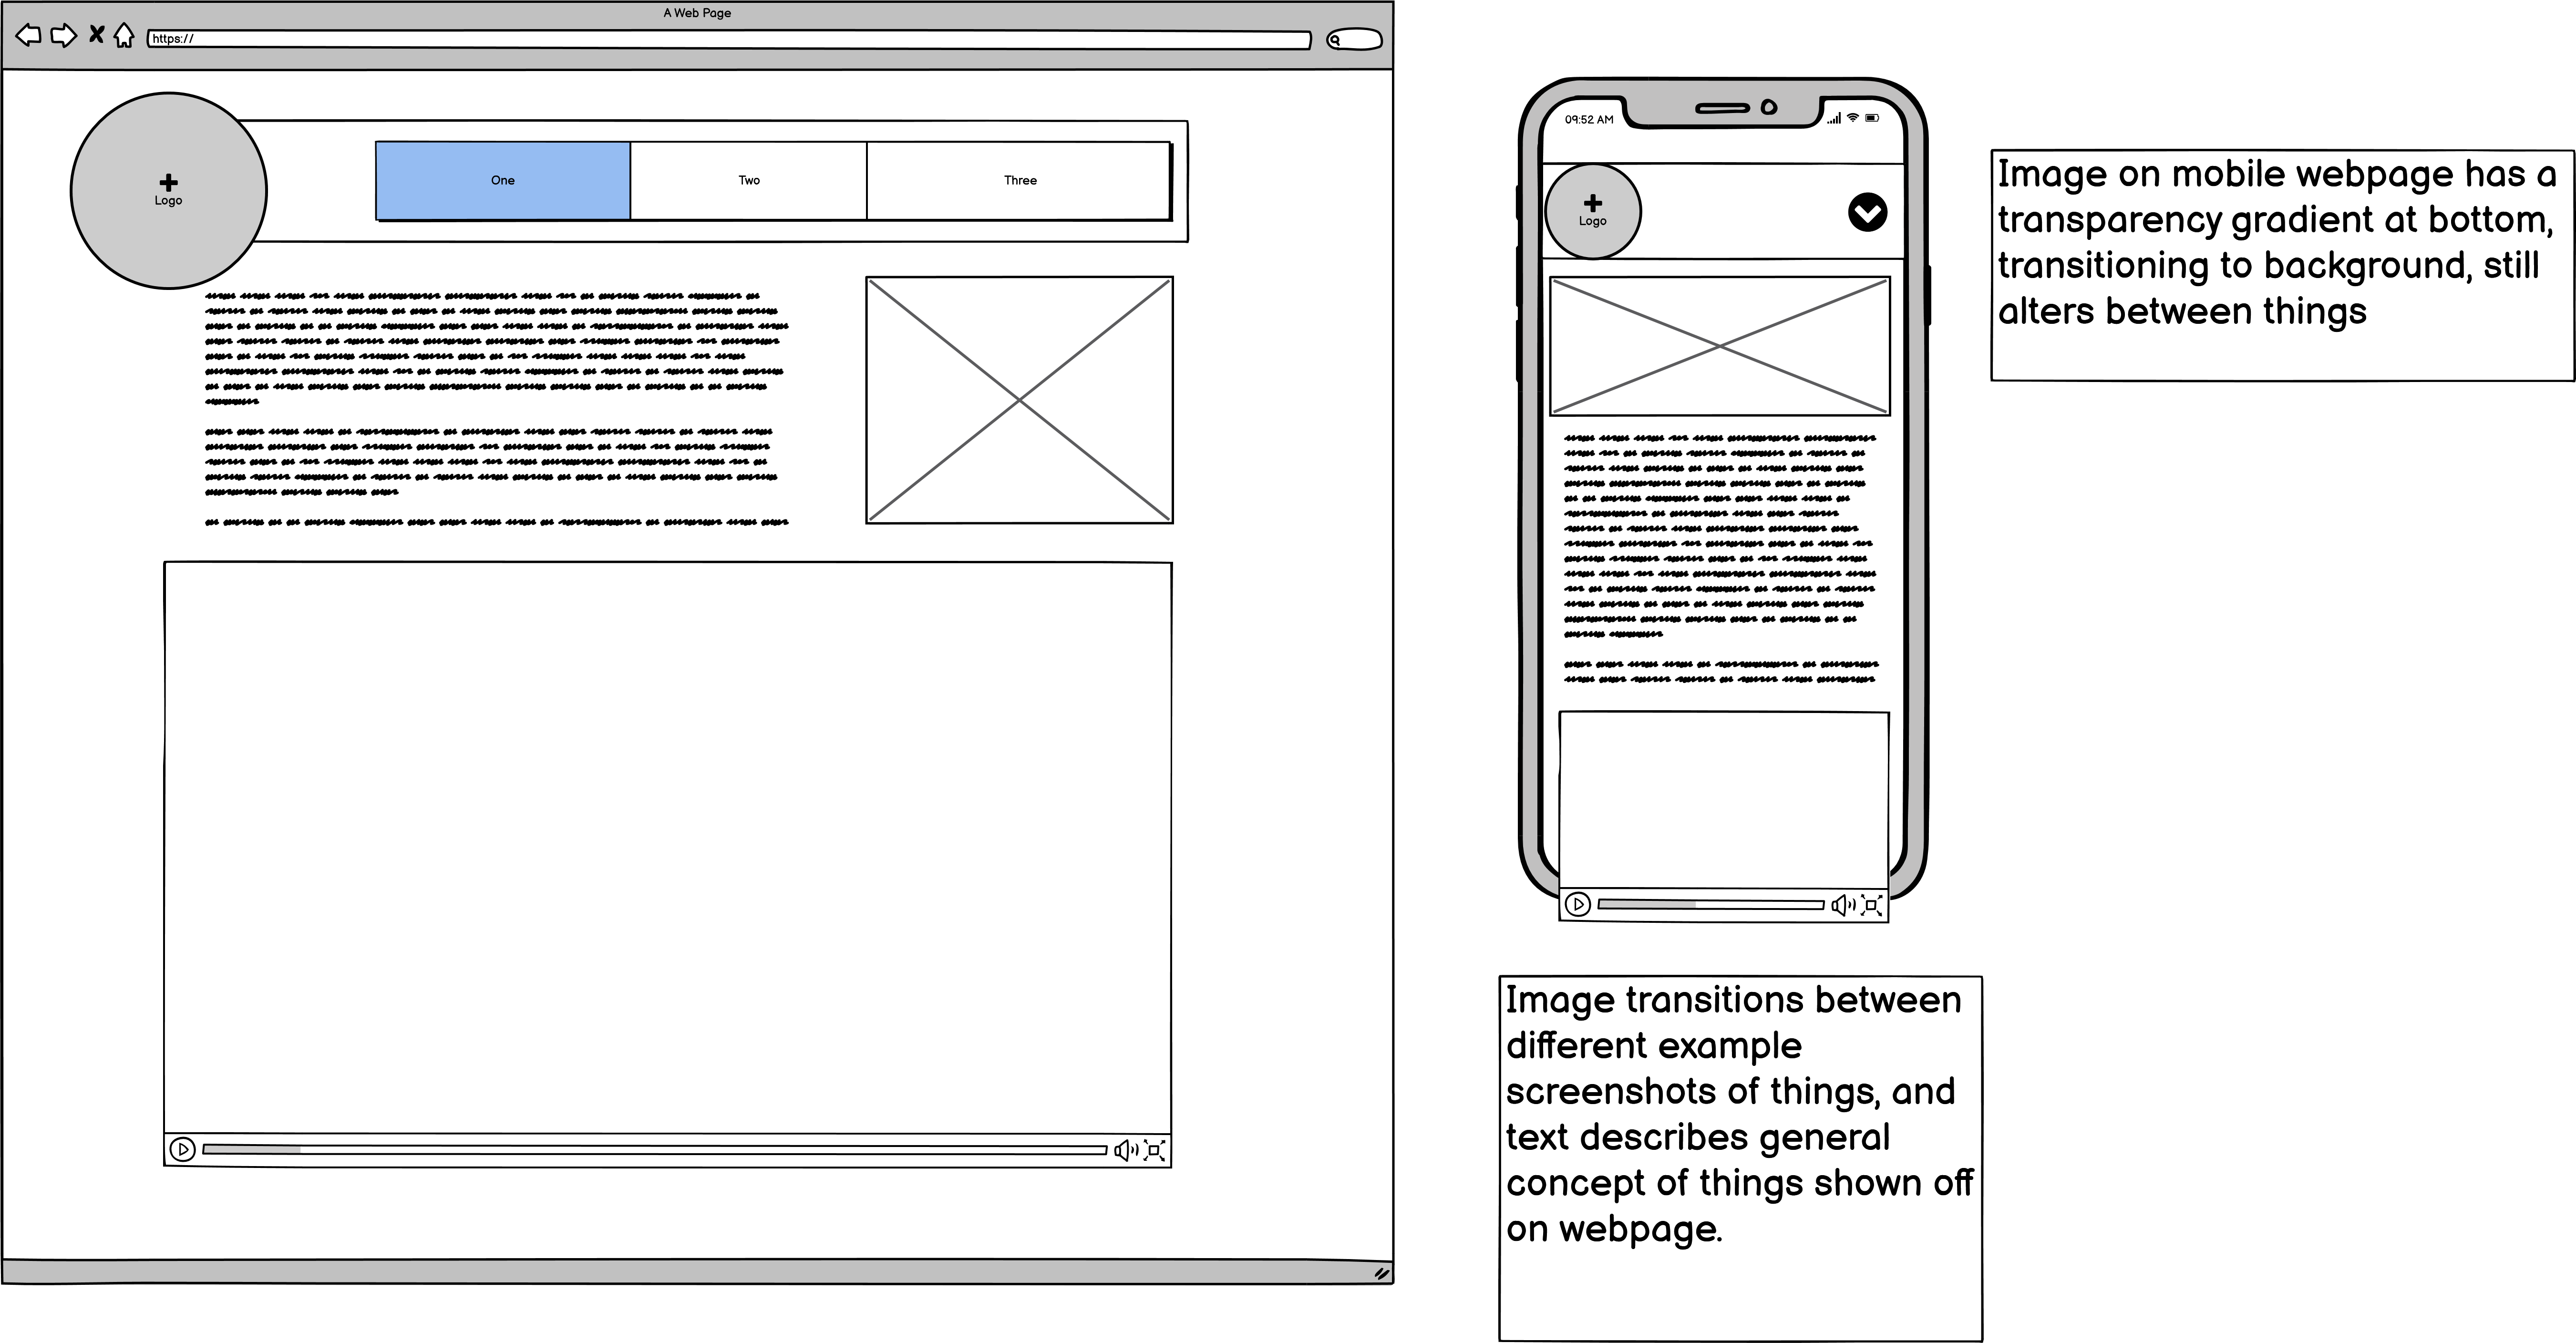 A Web Page
https://
Logo
One
Two
Three
09:52 AM
Logo
Image on mobile webpage has a
transparency gradient at bottom,
transitioning to background, still
alters between things
Image transitions between
different example
screenshots of things, and
text describes general
concept of things shown off
on webpage.